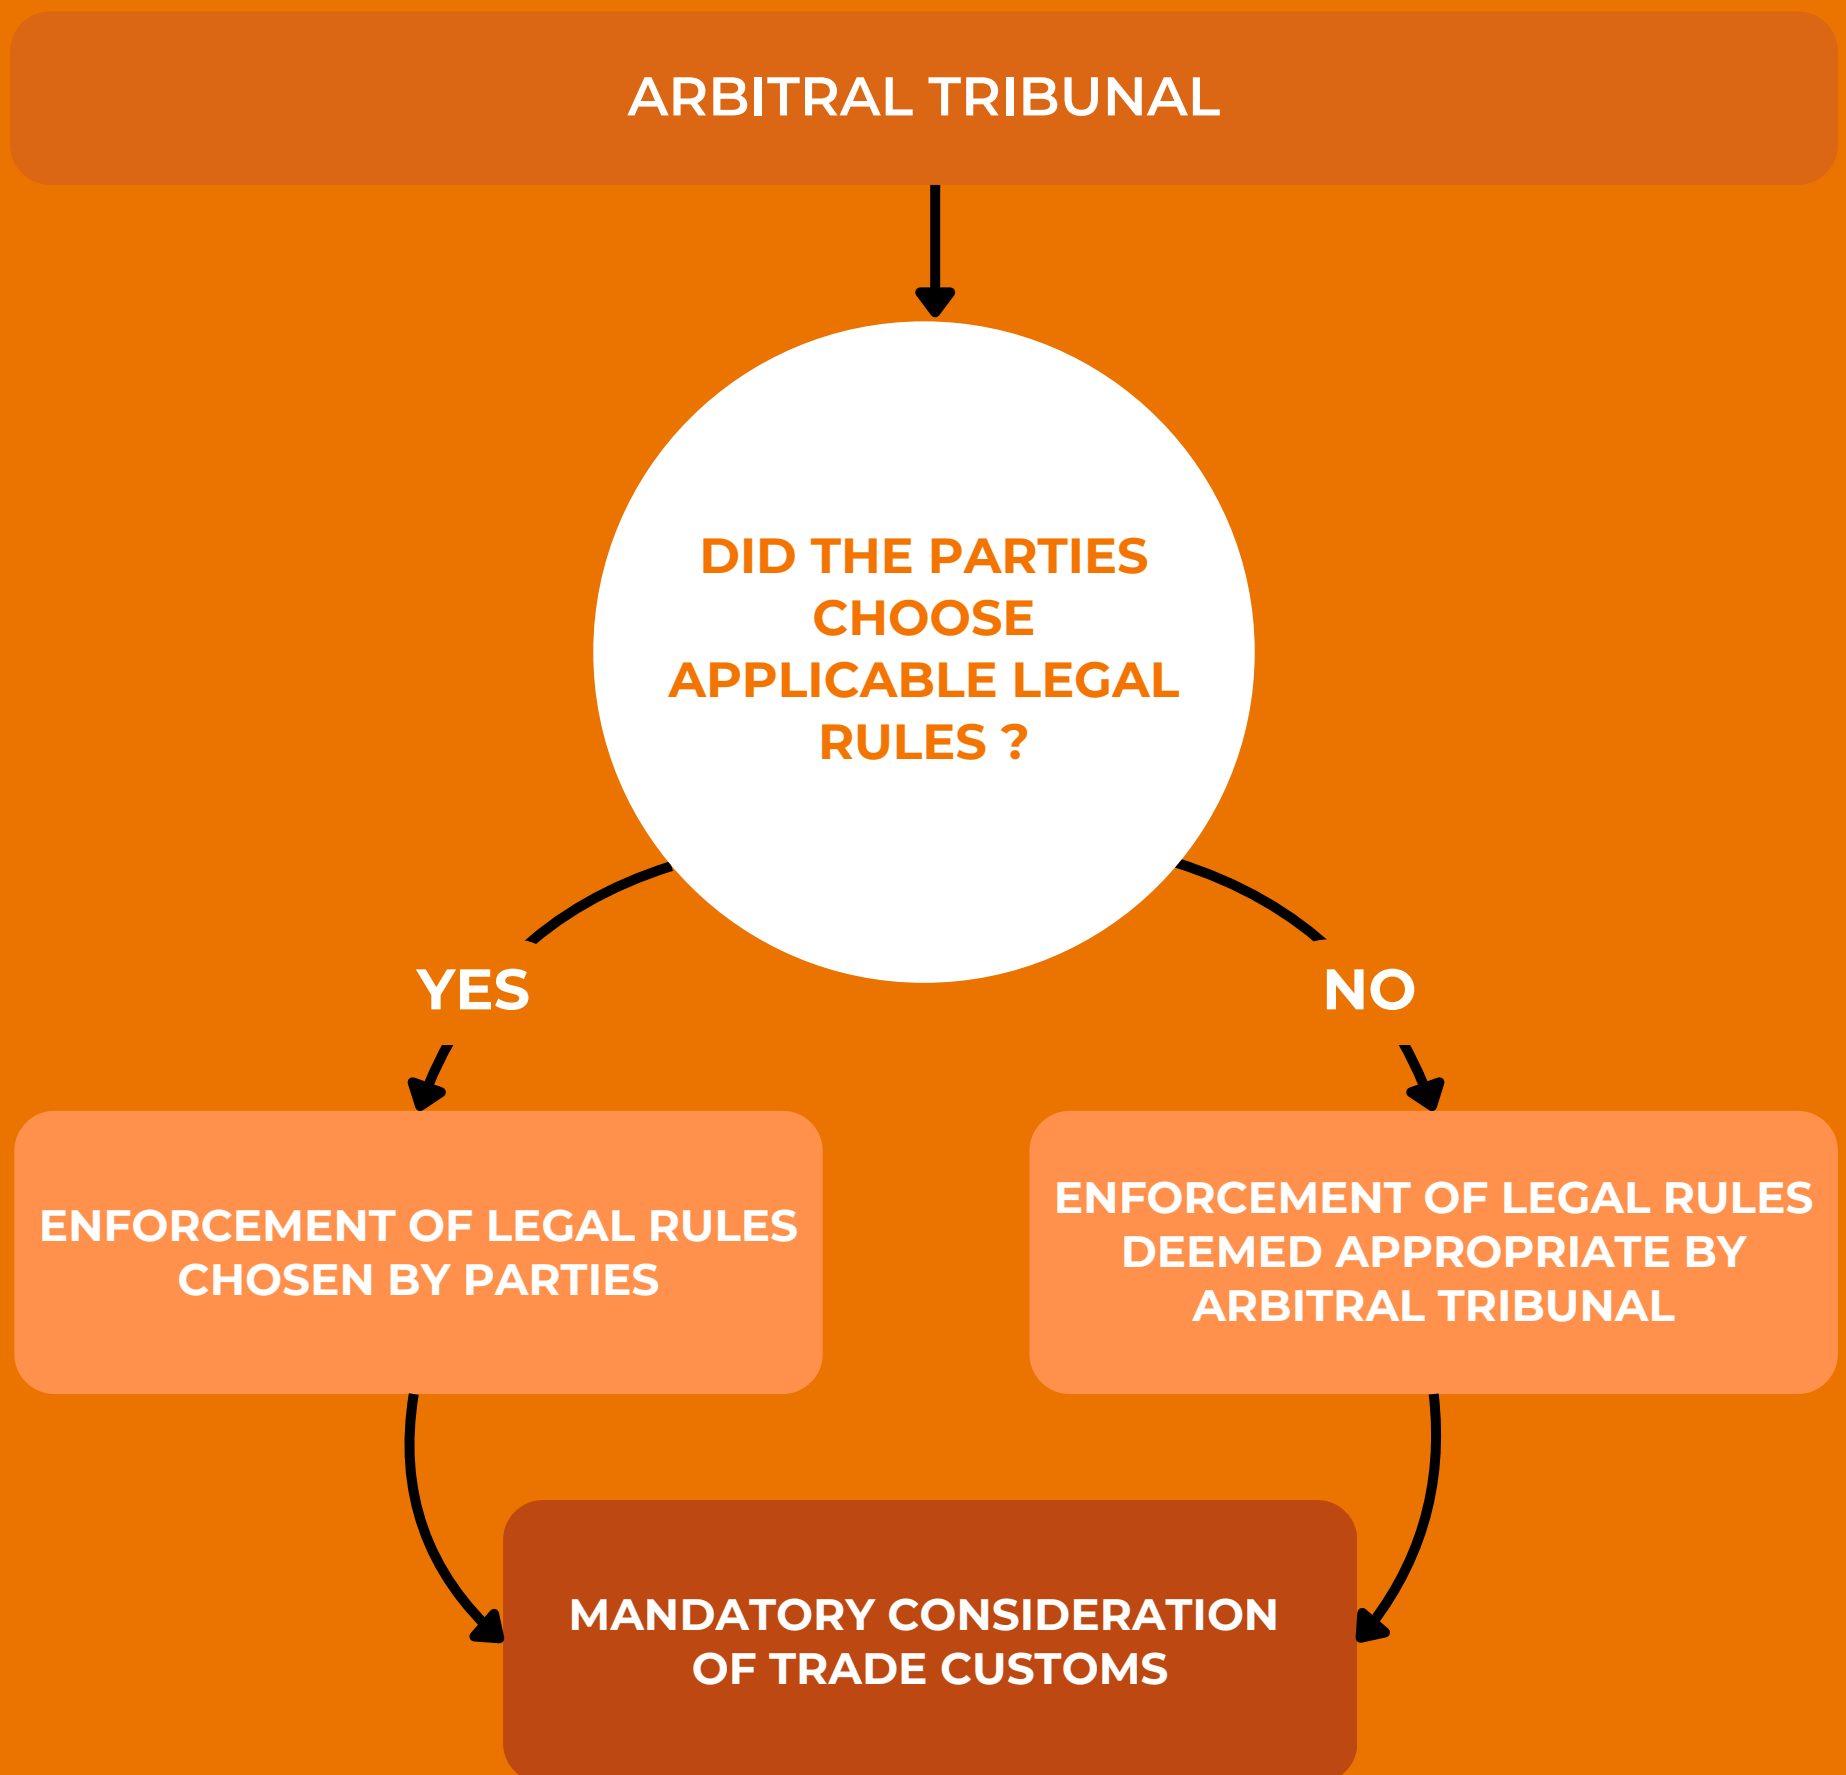 ARBITRAL TRIBUNAL
DID THE PARTIES
CHOOSE
APPLICABLE LEGAL
RULES ?
YES
NO
ENFORCEMENT OF LEGAL RULES
CHOSEN BY PARTIES
ENFORCEMENT OF LEGAL RULES
DEEMED APPROPRIATE BY
ARBITRAL TRIBUNAL
MANDATORY CONSIDERATION
OF TRADE CUSTOMS